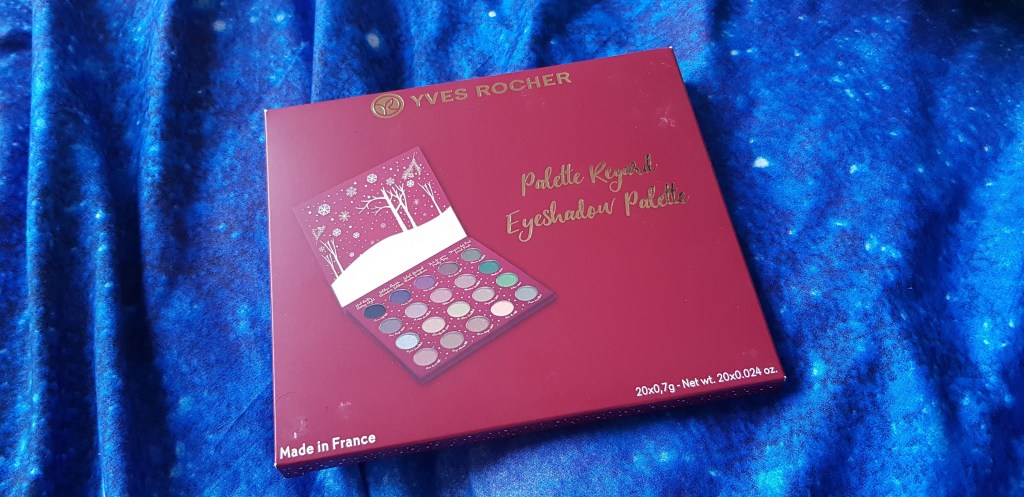 YVES ROCHER
Palette Regard
Eyeshadow Palette
20x0,7g - Net wt. 20x0.024 oz.
Made in France